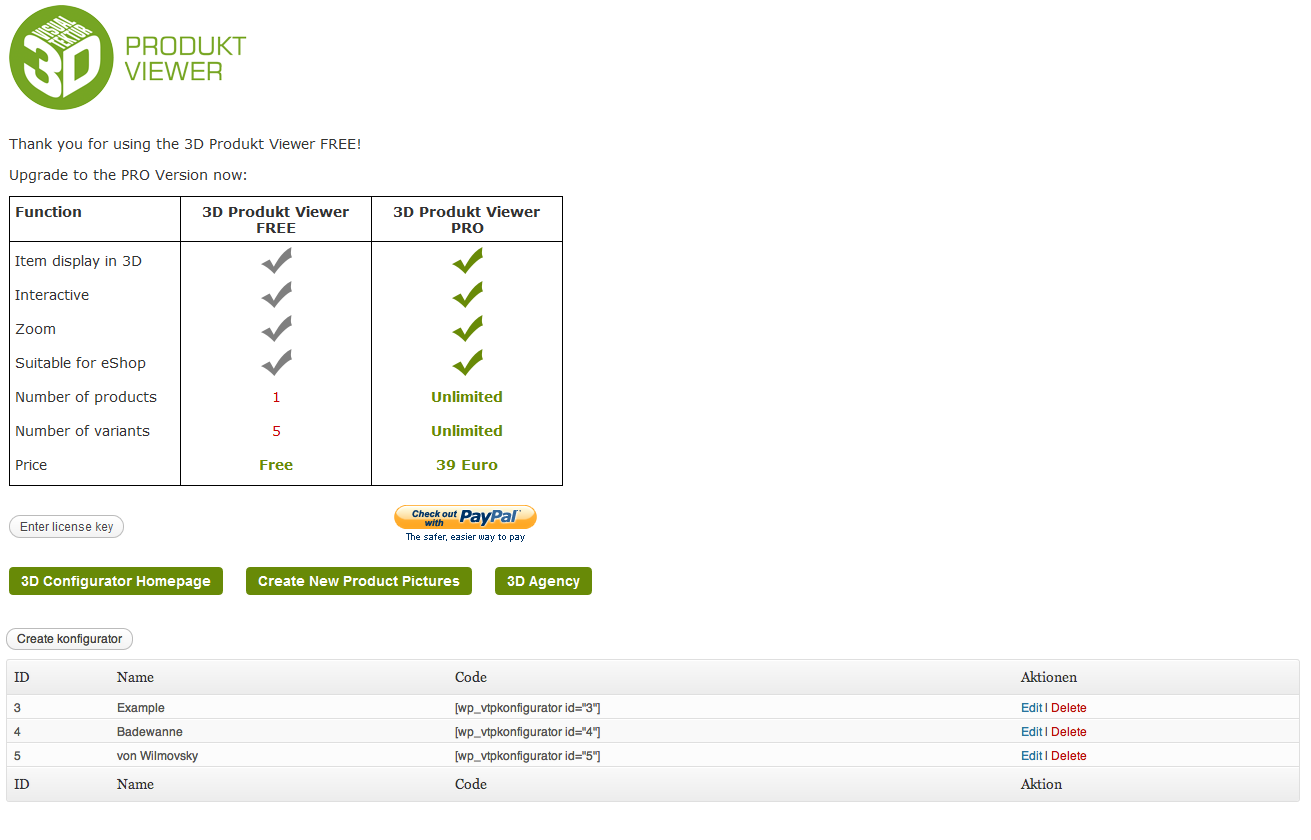 3D
PRODUKT
VIEWER
Thank you for using the 3D Produkt Viewer FREE!
Upgrade to the PRO Version now:
Function 3D Produkt Viewer FREE 3D Produkt Viewer PRO
Item display in 3D
Interactive
Zoom
Suitable for eShop
Number of products 1 Unlimited
Number of variants 5 Unlimited
Price Free 39 Euro
Enter license key
Check out with PayPal
The safer, easier way to pay
3D Configurator Homepage Create New Product Pictures 3D Agency
Create konfigurator
ID Name Code Aktionen
3 Example [wp_vtpkonfigurator id="3"] Edit | Delete
4 Badewanne [wp_vtpkonfigurator id="4"] Edit | Delete
5 von Wilmovsky [wp_vtpkonfigurator id="5"] Edit | Delete
ID Name Code Aktion